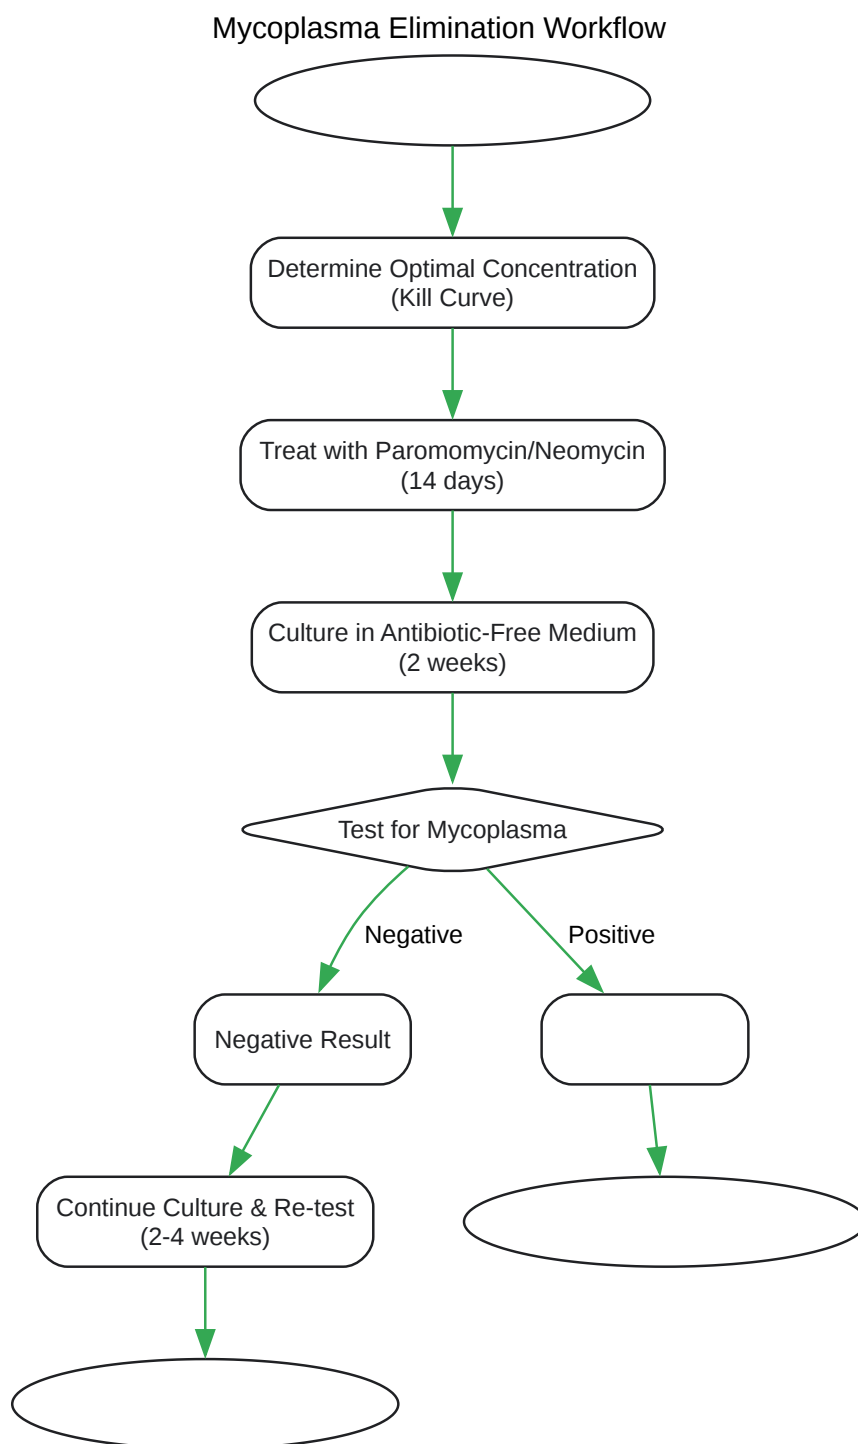 Mycoplasma Elimination Workflow
Determine Optimal Concentration
(Kill Curve)
Treat with Paromomycin/Neomycin
(14 days)
Culture in Antibiotic-Free Medium
(2 weeks)
Test for Mycoplasma
Negative
Positive
Negative Result
Continue Culture & Re-test
(2-4 weeks)